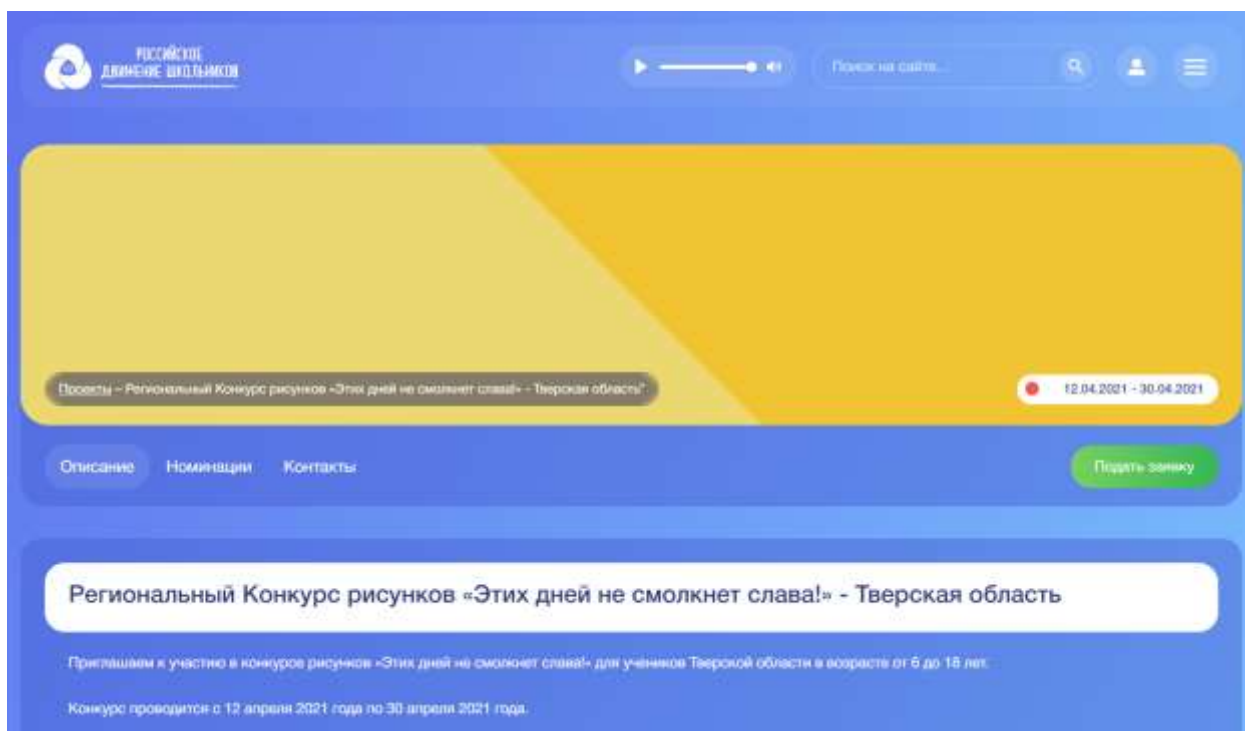 РОССИЙСКОЕ
ДВИЖЕНИЕ ШКОЛЬНИКОВ
Поиск на сайте...
Проекты – Региональный Конкурс рисунков «Этих дней не смолкнет слава!» - Тверская область"
12.04.2021 - 30.04.2021
Описание Номинации Контакты Подать заявку
Региональный Конкурс рисунков «Этих дней не смолкнет слава!» - Тверская область
Приглашаем к участию в конкурсе рисунков «Этих дней не смолкнет слава!» для учеников Тверской области в возрасте от 6 до 18 лет.
Конкурс проводится с 12 апреля 2021 года по 30 апреля 2021 года.